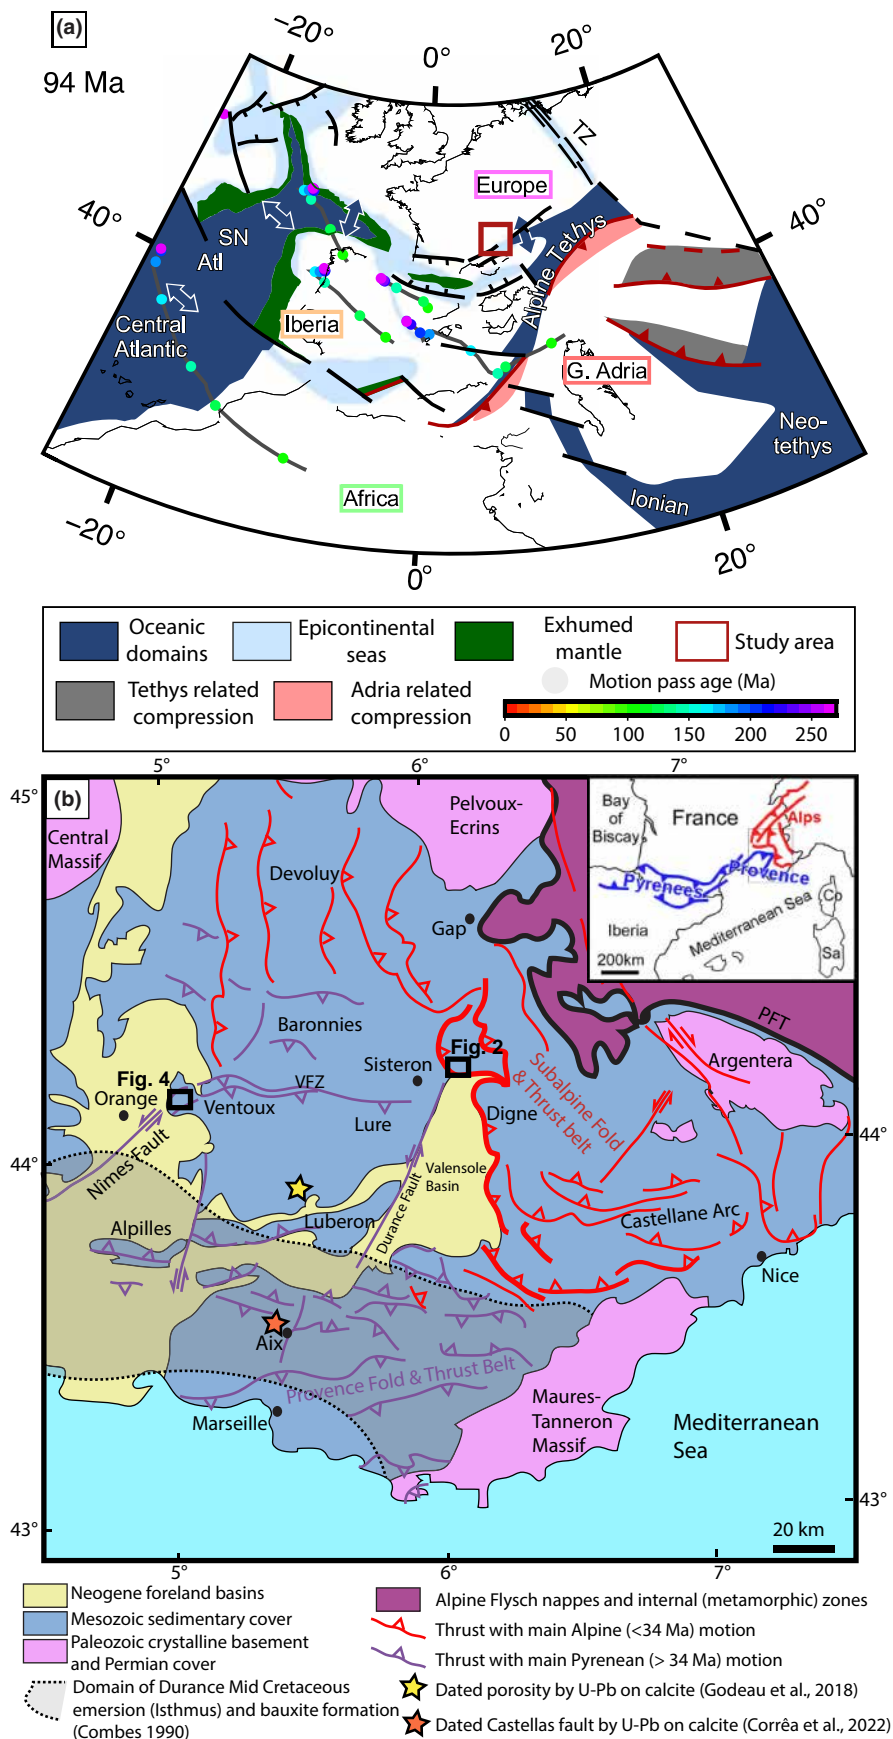 (a)
94 Ma
−20°
0°
20°
40°
40°
TZ
Europe
SN
Atl
Alpine Tethys
Iberia
Central
Atlantic
G. Adria
Neo-
tethys
Africa
Ionian
−20°
0°
20°
Oceanic
domains
Epicontinental
seas
Exhumed
mantle
Study area
Tethys related
compression
Adria related
compression
Motion pass age (Ma)
0 50 100 150 200 250
5° 6° 7°
45°
(b)
Central
Massif
Pelvoux-
Ecrins
Bay
of
Biscay
France
Alps
Pyrenees
Provence
Iberia
Mediterranean Sea
Co
Sa
200km
Devoluy
Gap
PFT
Baronnies
Argentera
Fig. 2
Sisteron
Subalpine Fold
& Thrust belt
Fig. 4
VFZ
Orange
Ventoux
Lure
Digne
44°
44°
Nimes Fault
Valensole
Basin
Durance Fault
Luberon
Alpilles
Castellane Arc
Nice
Aix
Provence Fold & Thrust Belt
Marseille
Maures-
Tanneron
Massif
Mediterranean
Sea
43°
43°
20 km
5° 6° 7°
Neogene foreland basins
Mesozoic sedimentary cover
Paleozoic crystalline basement
and Permian cover
Domain of Durance Mid Cretaceous
emersion (Isthmus) and bauxite formation
(Combes 1990)
Alpine Flysch nappes and internal (metamorphic) zones
Thrust with main Alpine (<34 Ma) motion
Thrust with main Pyrenean (> 34 Ma) motion
Dated porosity by U-Pb on calcite (Godeau et al., 2018)
Dated Castellas fault by U-Pb on calcite (Corrêa et al., 2022)